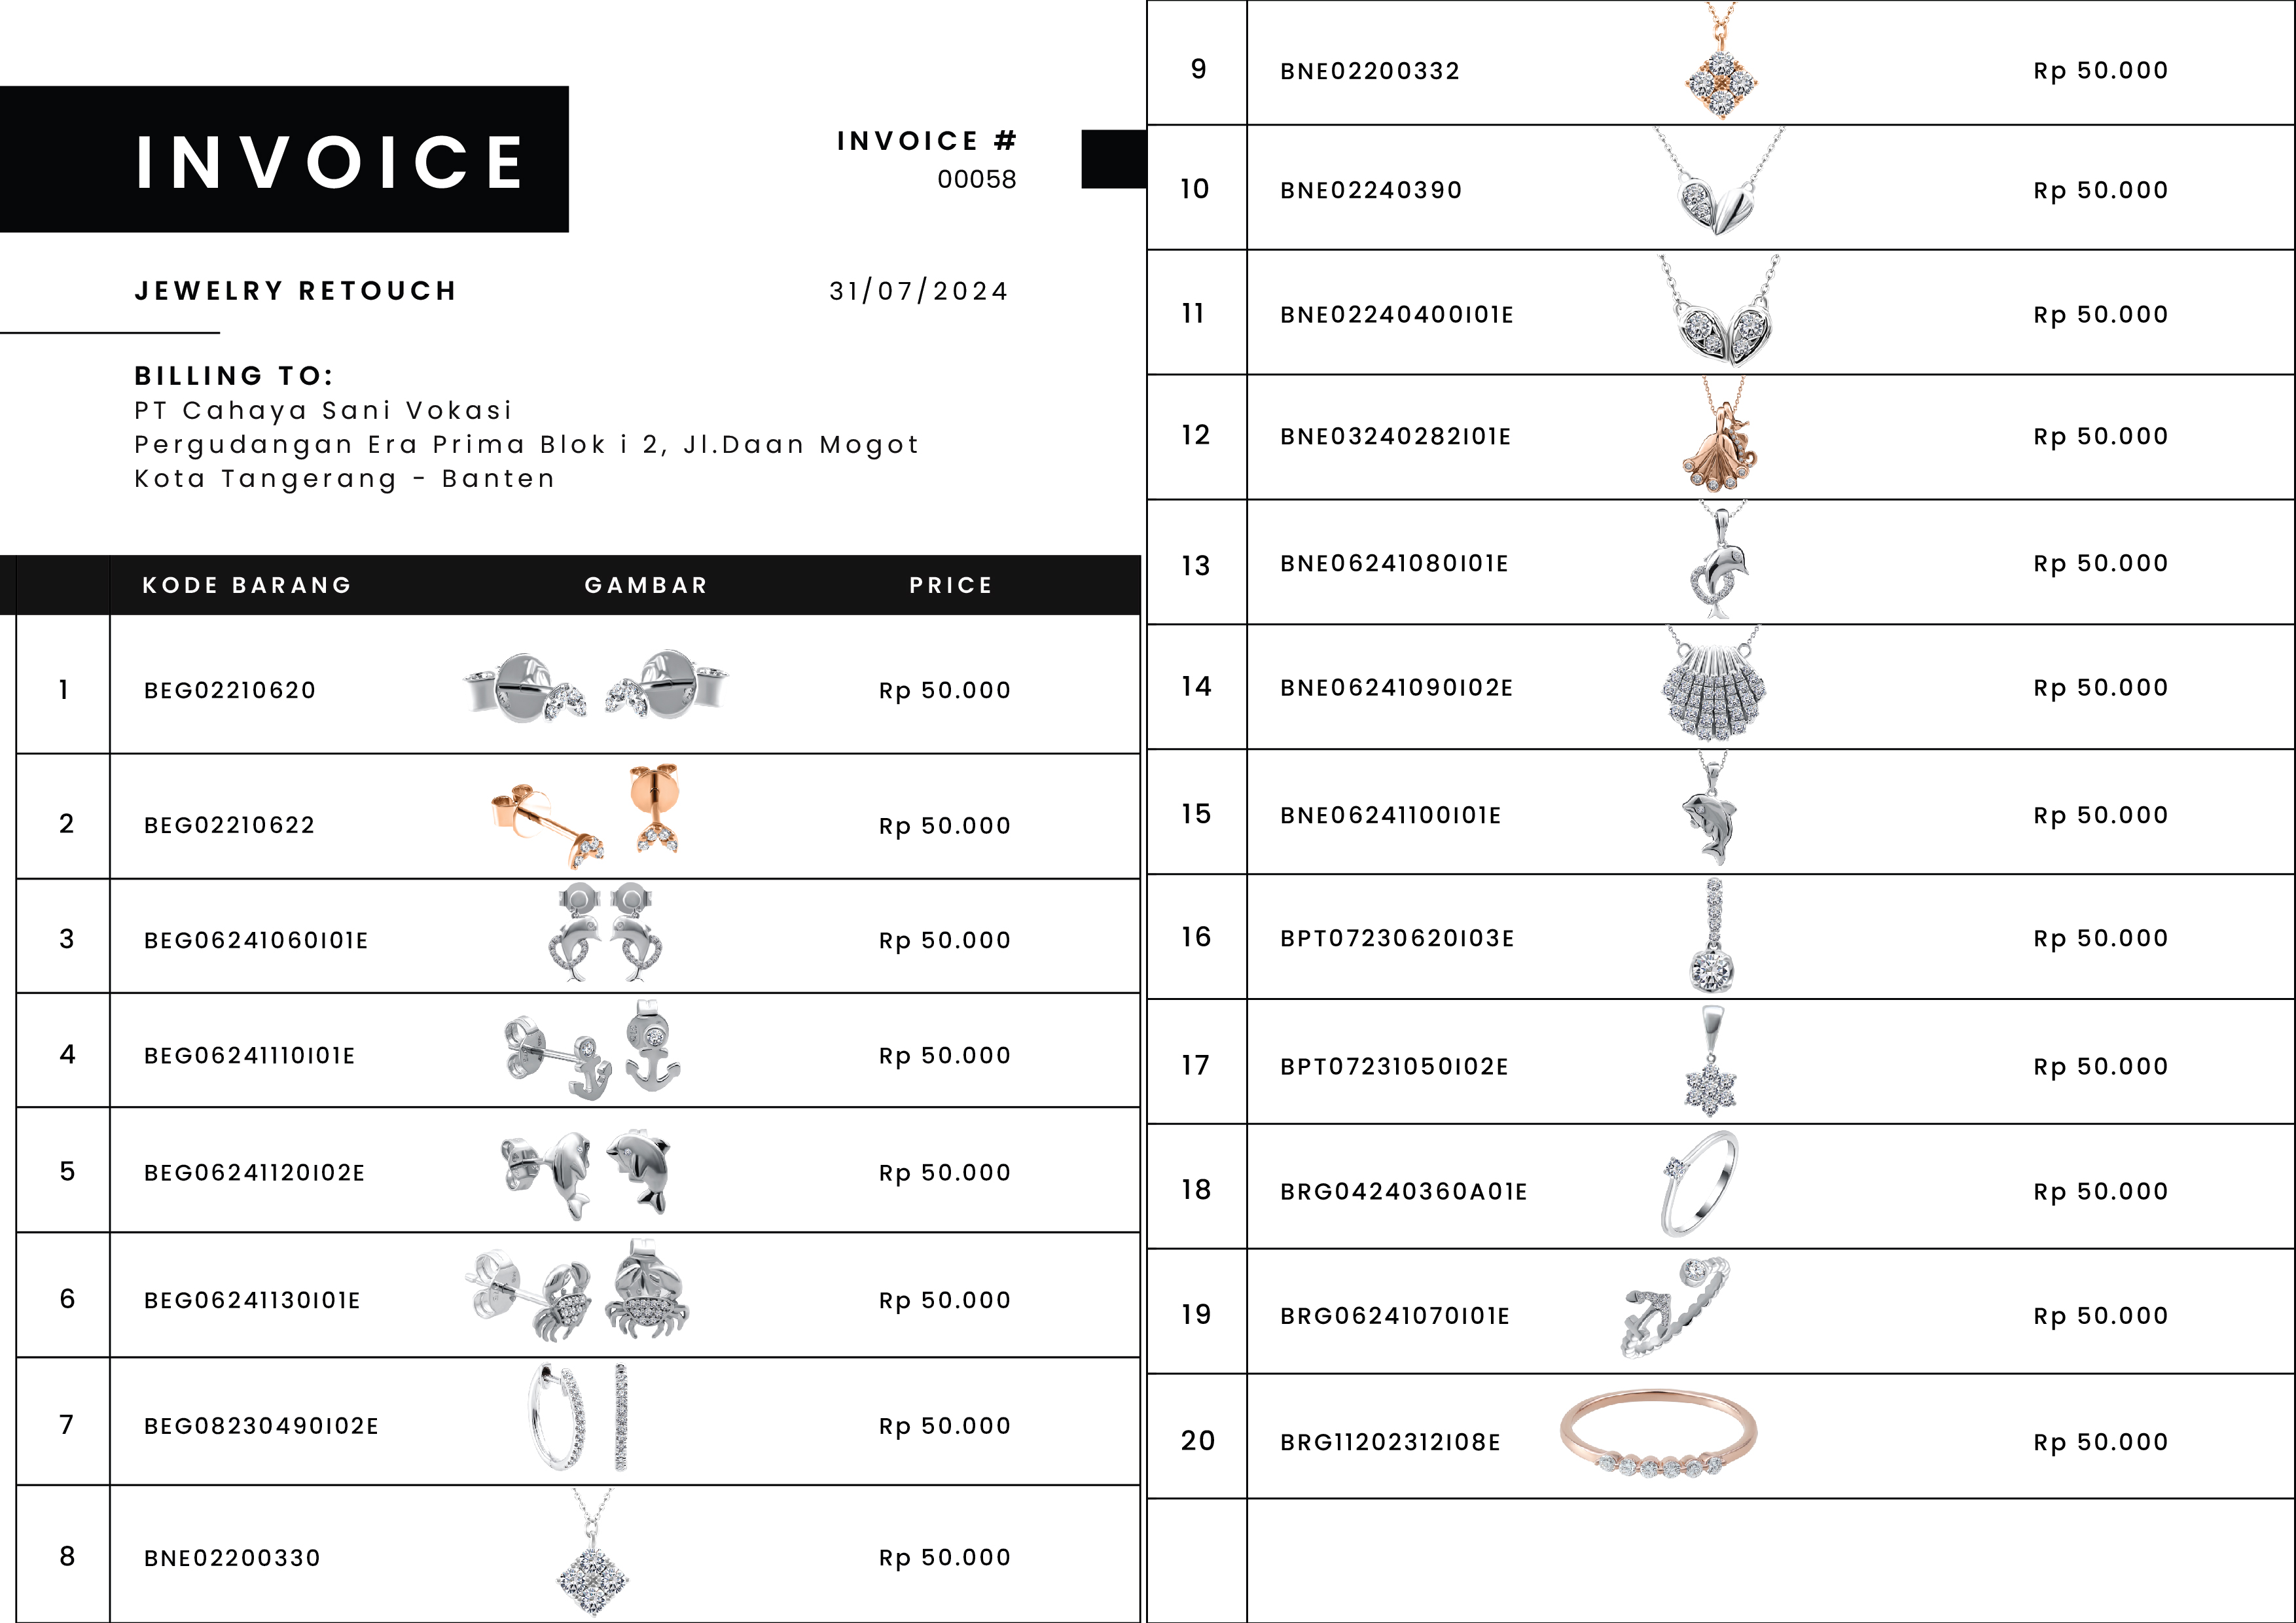 INVOICE
INVOICE #
00058
JEWELRY RETOUCH
31/07/2024
BILLING TO:
PT Cahaya Sani Vokasi
Pergudangan Era Prima Blok i 2, Jl.Daan Mogot
Kota Tangerang - Banten
KODE BARANG GAMBAR PRICE
1 BEG02210620 Rp 50.000
2 BEG02210622 Rp 50.000
3 BEG06241060I01E Rp 50.000
4 BEG06241110I01E Rp 50.000
5 BEG06241120I02E Rp 50.000
6 BEG06241130I01E Rp 50.000
7 BEG08230490I02E Rp 50.000
8 BNE02200330 Rp 50.000
9 BNE02200332 Rp 50.000
10 BNE02240390 Rp 50.000
11 BNE02240400I01E Rp 50.000
12 BNE03240282I01E Rp 50.000
13 BNE06241080I01E Rp 50.000
14 BNE06241090I02E Rp 50.000
15 BNE06241100I01E Rp 50.000
16 BPT07230620I03E Rp 50.000
17 BPT07231050I02E Rp 50.000
18 BRG04240360A01E Rp 50.000
19 BRG06241070I01E Rp 50.000
20 BRG11202312I08E Rp 50.000